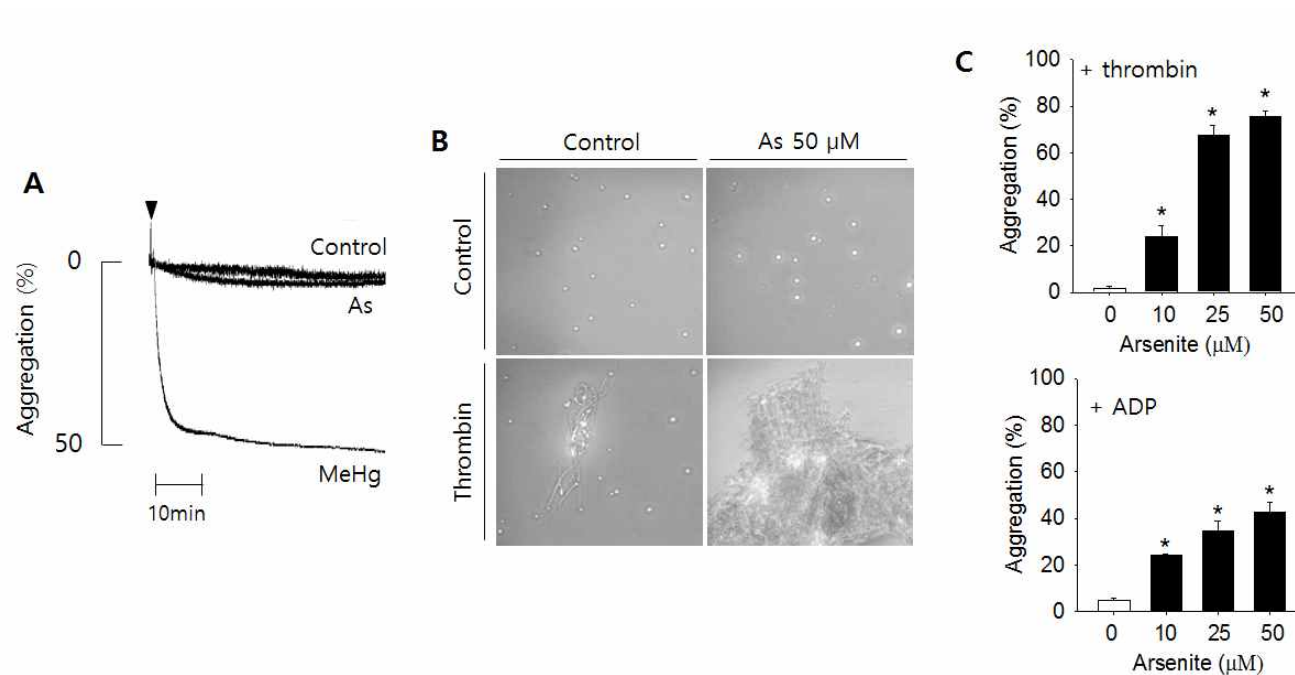 A
Control
As
MeHg
0
50
Aggregation (%)
10min
B
Control
As 50 μM
Control
Thrombin
C
+ thrombin
Aggregation (%)
100
80
60
40
20
0
*
*
*
0 10 25 50
Arsenite (μM)
+ ADP
Aggregation (%)
100
80
60
40
20
0
*
*
*
0 10 25 50
Arsenite (μM)